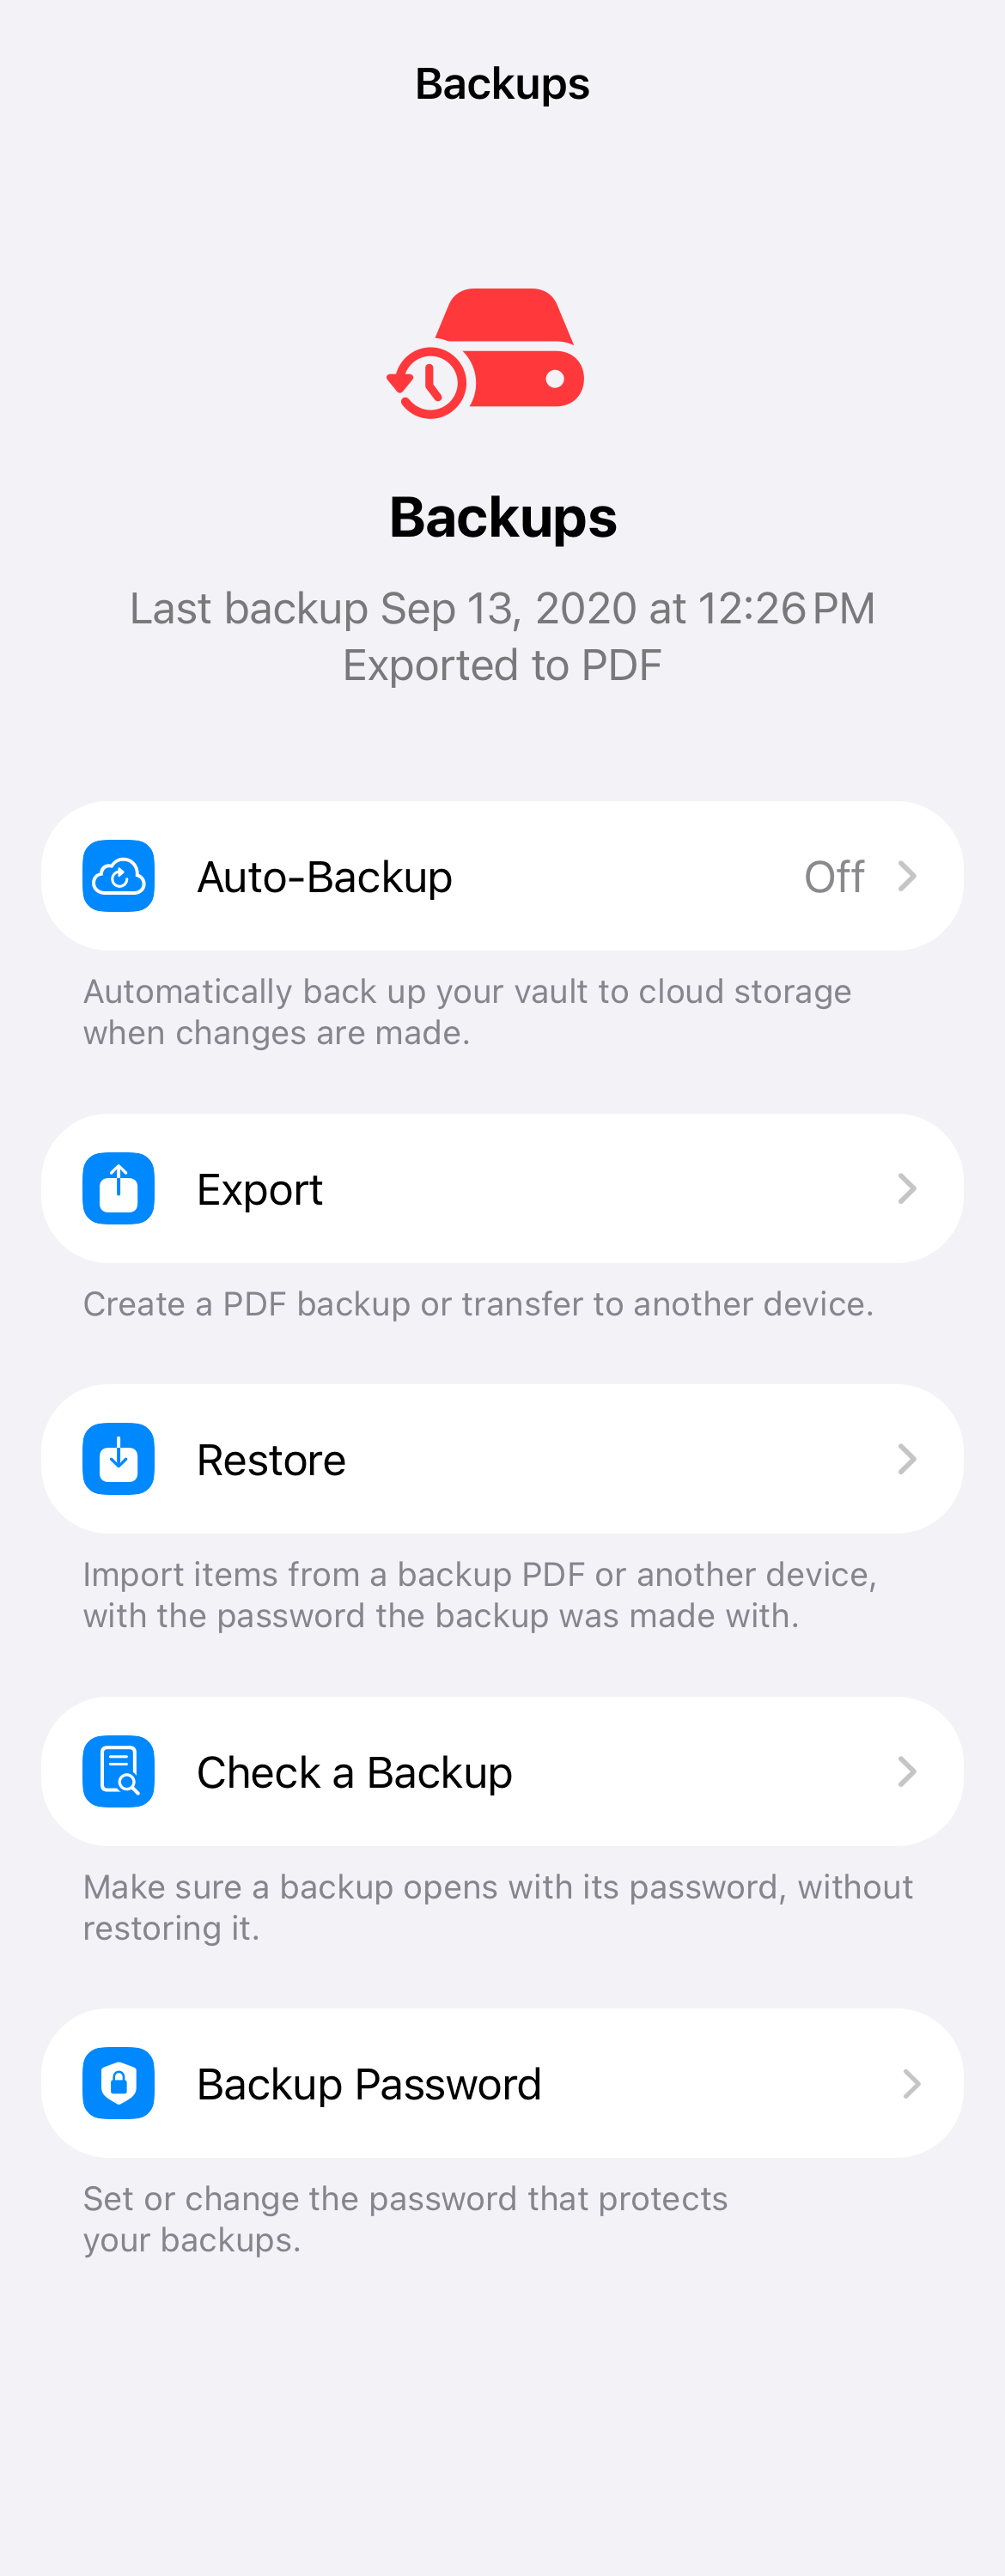 Backups
Backups
Last backup Sep 13, 2020 at 12:26 PM
Exported to PDF
Auto-Backup Off
Automatically back up your vault to cloud storage
when changes are made.
Export
Create a PDF backup or transfer to another device.
Restore
Import items from a backup PDF or another device,
with the password the backup was made with.
Check a Backup
Make sure a backup opens with its password, without
restoring it.
Backup Password
Set or change the password that protects
your backups.